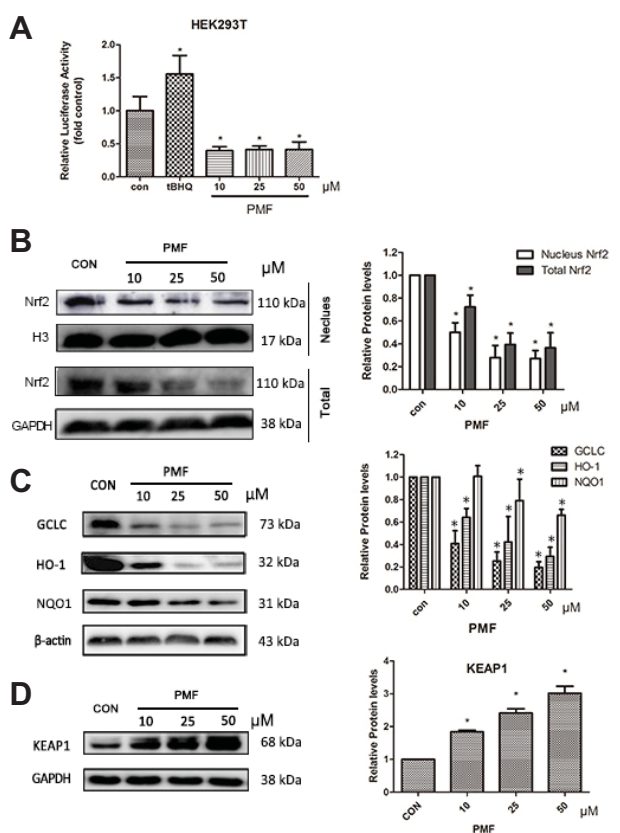 A
HEK293T
Relative Luciferase Activity
(fold control)
2.0
1.5
1.0
0.5
0.0
*
* * *
con tBHQ 10 25 50 μM
PMF
B
CON
PMF
10 25 50 μM
Nrf2 110 kDa
H3 17 kDa
Neclues
Nrf2 110 kDa
GAPDH 38 kDa
Total
Relative Protein levels
1.2
1.0
0.8
0.6
0.4
0.2
0.0
Nucleus Nrf2
Total Nrf2
* *
* *
* *
con 10 25 50 μM
PMF
C
CON
PMF
10 25 50 μM
GCLC 73 kDa
HO-1 32 kDa
NQO1 31 kDa
β-actin 43 kDa
Relative Protein levels
1.2
1.0
0.8
0.6
0.4
0.2
0.0
GCLC
HO-1
NQO1
* *
* * *
* * *
con 10 25 50 μM
PMF
D
CON
PMF
10 25 50 μM
KEAP1 68 kDa
GAPDH 38 kDa
KEAP1
Relative Protein levels
4
3
2
1
0
* * *
CON 10 25 50 μM
PMF